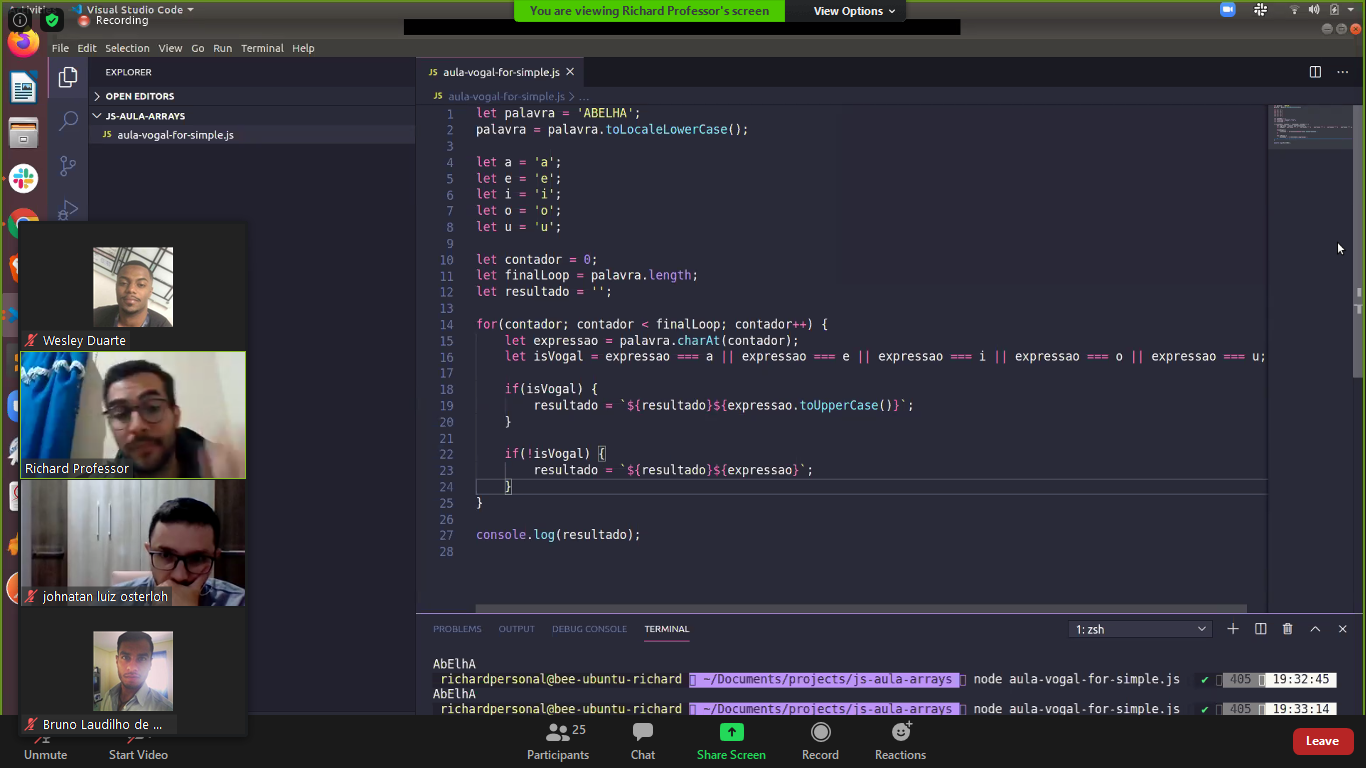 Visual Studio Code
Recording
You are viewing Richard Professor's screen
View Options
File Edit Selection View Go Run Terminal Help
EXPLORER
OPEN EDITORS
JS-AULA-ARRAYS
JS aula-vogal-for-simple.js
JS aula-vogal-for-simple.js
JS aula-vogal-for-simple.js > ...
1 let palavra = 'ABELHA';
2 palavra = palavra.toLocaleLowerCase();
3
4 let a = 'a';
5 let e = 'e';
6 let i = 'i';
7 let o = 'o';
8 let u = 'u';
9
10 let contador = 0;
11 let finalLoop = palavra.length;
12 let resultado = '';
13
14 for(contador; contador < finalLoop; contador++) {
15 let expressao = palavra.charAt(contador);
16 let isVogal = expressao === a || expressao === e || expressao === i || expressao === o || expressao === u;
17
18 if(isVogal) {
19 resultado = `${resultado}${expressao.toUpperCase()}`;
20 }
21
22 if(!isVogal) {
23 resultado = `${resultado}${expressao}`;
24 }
25 }
26
27 console.log(resultado);
28
Wesley Duarte
Richard Professor
johnatan luiz osterloh
Bruno Laudilho de ...
PROBLEMS OUTPUT DEBUG CONSOLE TERMINAL
1: zsh
AbElhA
richardpersonal@bee-ubuntu-richard ~/Documents/projects/js-aula-arrays node aula-vogal-for-simple.js ✔ 405 19:32:45
AbElhA
richardpersonal@bee-ubuntu-richard ~/Documents/projects/js-aula-arrays node aula-vogal-for-simple.js ✔ 405 19:33:14
Unmute
Start Video
Participants 25
Chat
Share Screen
Record
Reactions
Leave